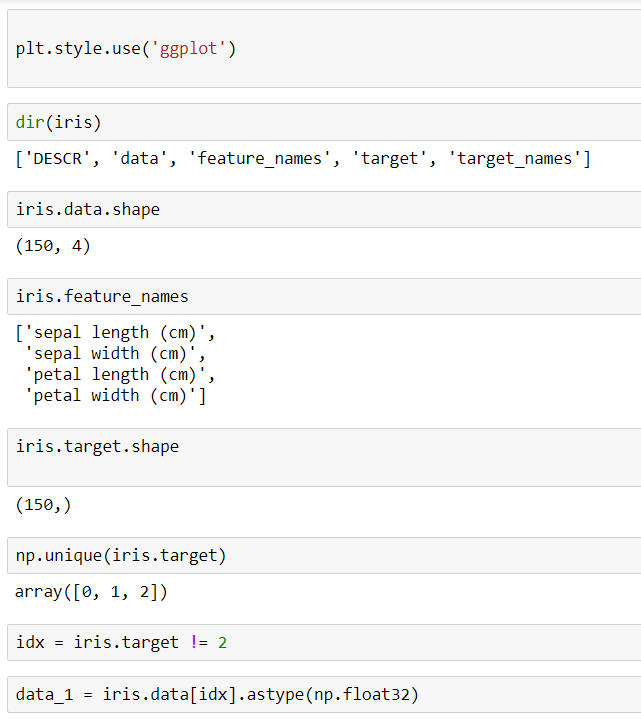 plt.style.use('ggplot')
dir(iris)
['DESCR', 'data', 'feature_names', 'target', 'target_names']
iris.data.shape
(150, 4)
iris.feature_names
['sepal length (cm)',
 'sepal width (cm)',
 'petal length (cm)',
 'petal width (cm)']
iris.target.shape
(150,)
np.unique(iris.target)
array([0, 1, 2])
idx = iris.target != 2
data_1 = iris.data[idx].astype(np.float32)